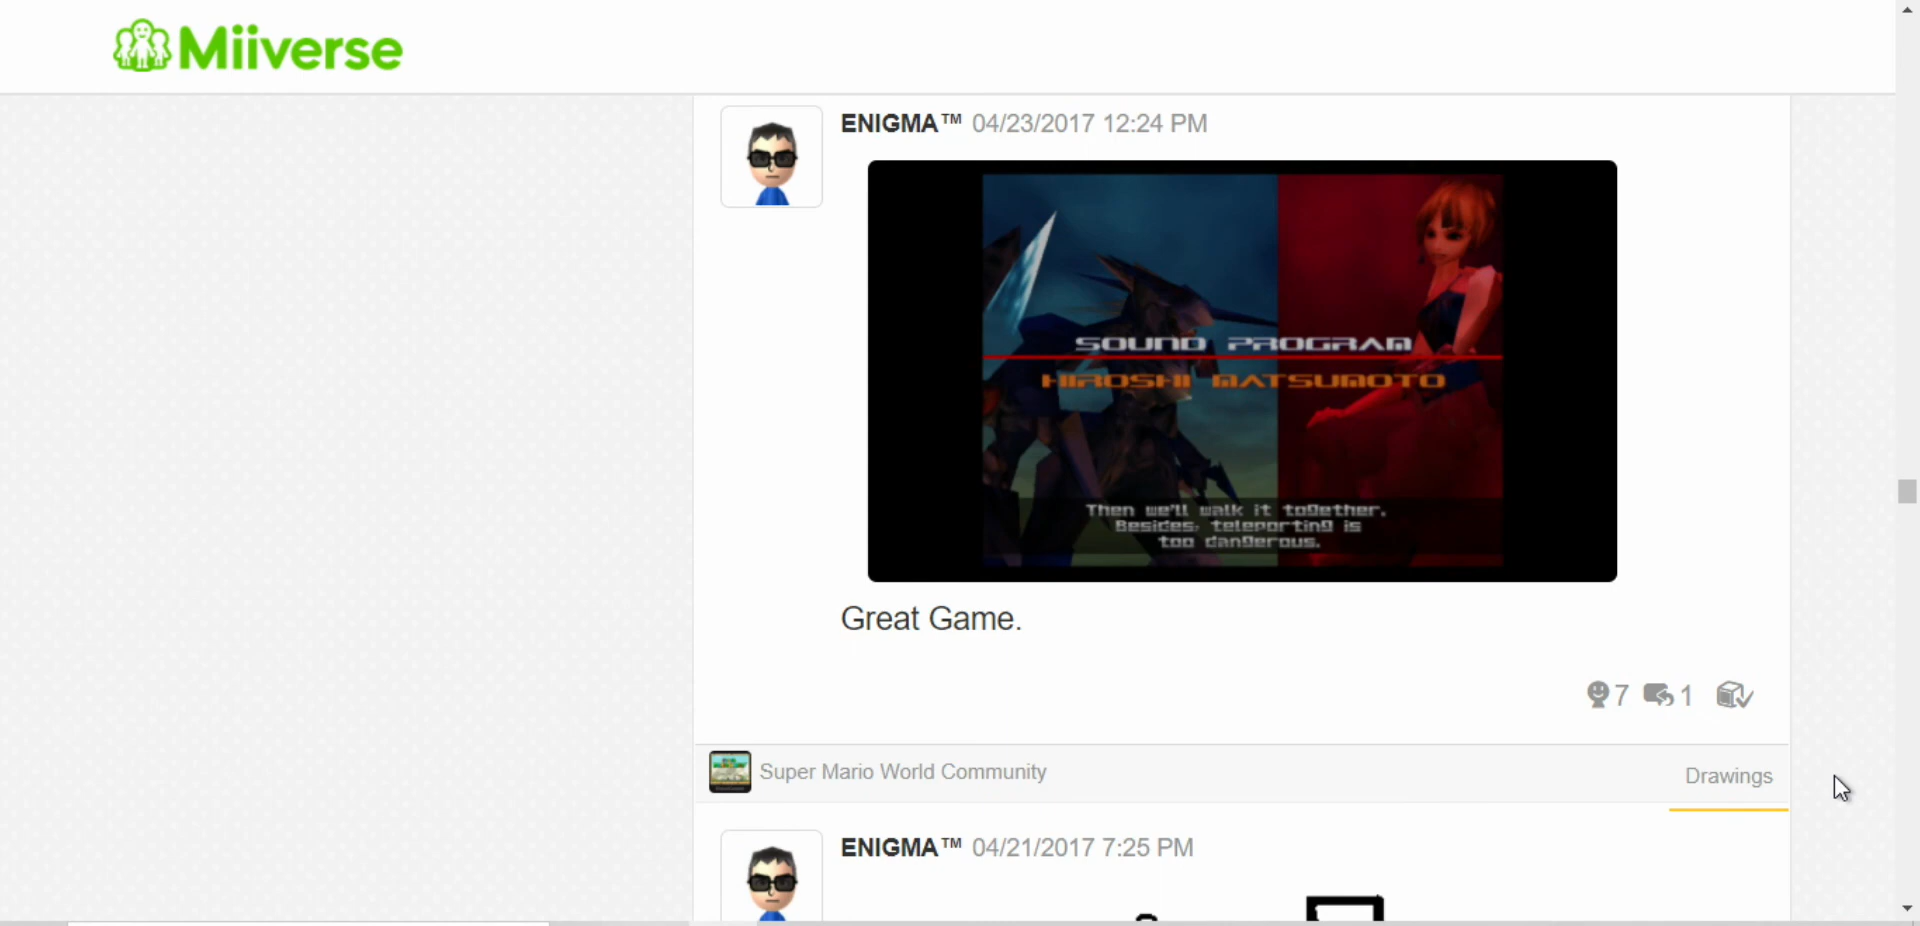 Miiverse
ENIGMA™ 04/23/2017 12:24 PM
SOUND PROGRAM
HIROSHI MATSUMOTO
Then we'll walk it together.
Besides, teleporting is
too dangerous.
Great Game.
7 1
Super Mario World Community
Drawings
ENIGMA™ 04/21/2017 7:25 PM